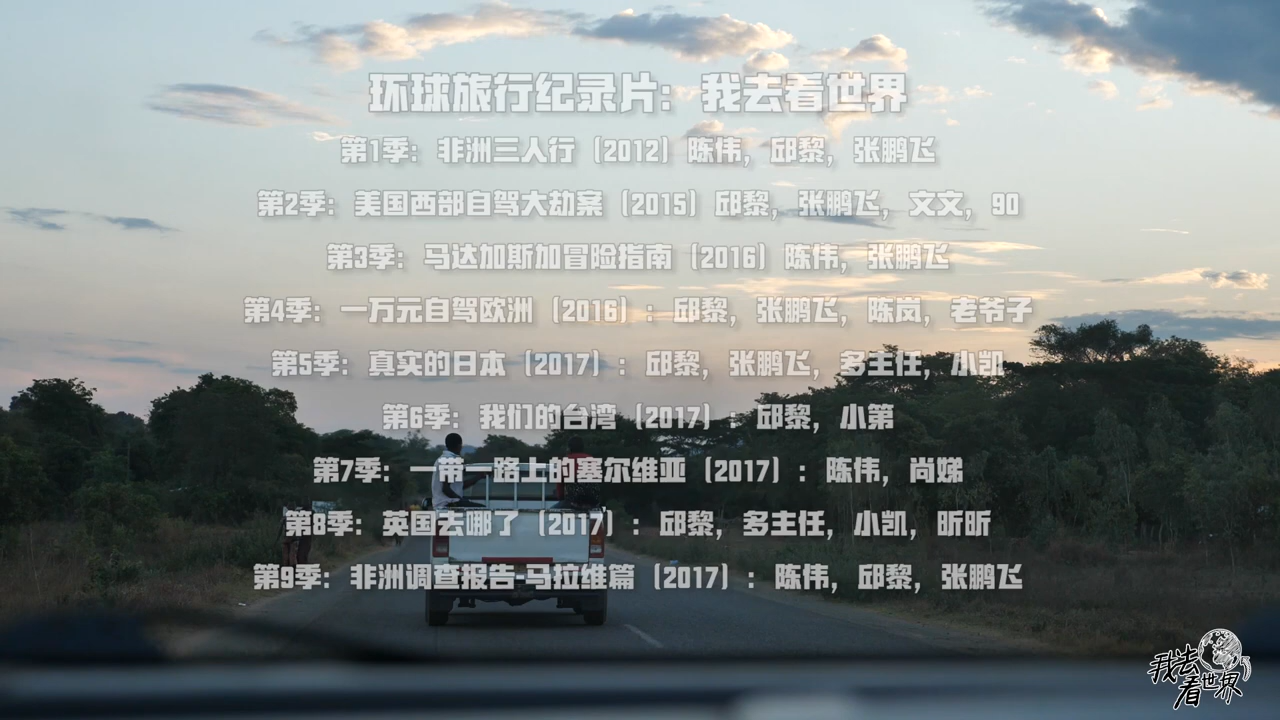 环球旅行纪录片：我去看世界
第1季：非洲三人行（2012）陈伟，邱黎，张鹏飞
第2季：美国西部自驾大劫案（2015）邱黎，张鹏飞，文文，90
第3季：马达加斯加冒险指南（2016）陈伟，张鹏飞
第4季：一万元自驾欧洲（2016）：邱黎，张鹏飞，陈岚，老爷子
第5季：真实的日本（2017）：邱黎，张鹏飞，多主任，小凯
第6季：我们的台湾（2017）：邱黎，小第
第7季：一带一路上的塞尔维亚（2017）：陈伟，尚娣
第8季：英国去哪了（2017）：邱黎，多主任，小凯，昕昕
第9季：非洲调查报告-马拉维篇（2017）：陈伟，邱黎，张鹏飞
我去看世界